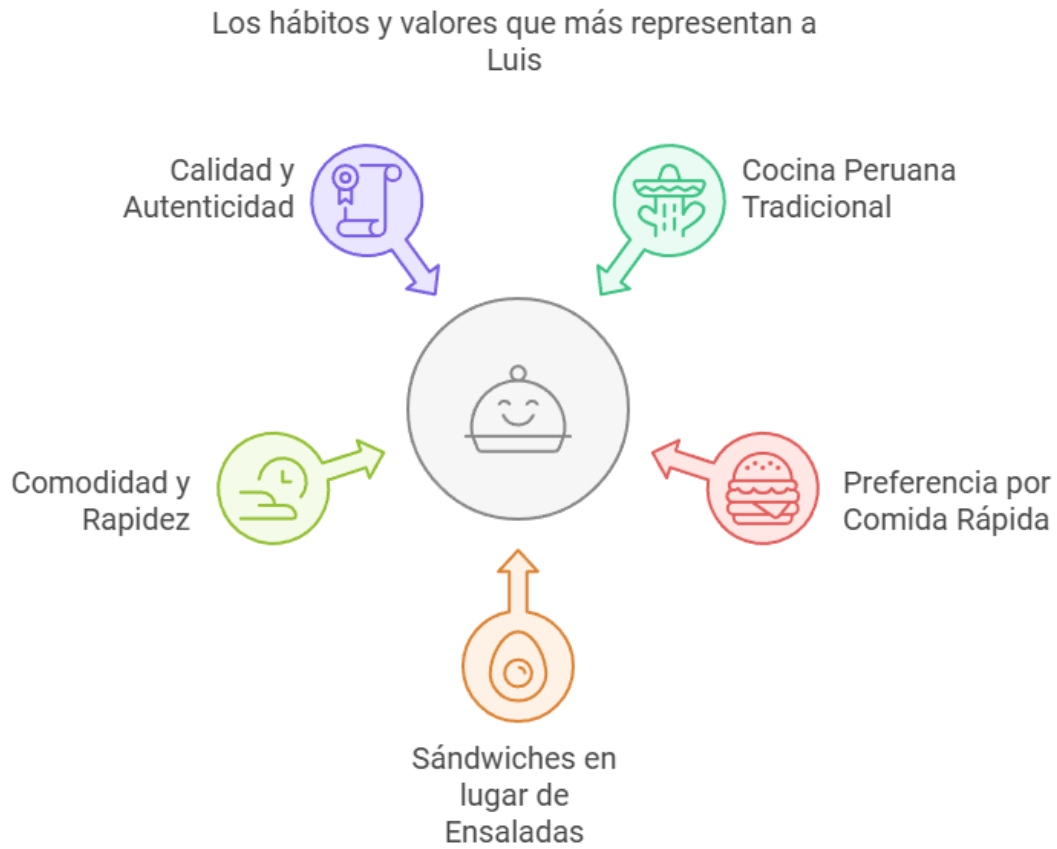 Los hábitos y valores que más representan a
Luis
Calidad y
Autenticidad
Cocina Peruana
Tradicional
Comodidad y
Rapidez
Preferencia por
Comida Rápida
Sándwiches en
lugar de
Ensaladas